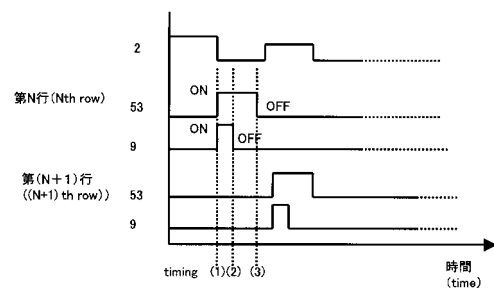 2
第N行(Nth row)
ON
53
OFF
ON
9
OFF
第(N+1)行
((N+1) th row))
53
9
timing (1)(2) (3)
時間
(time)